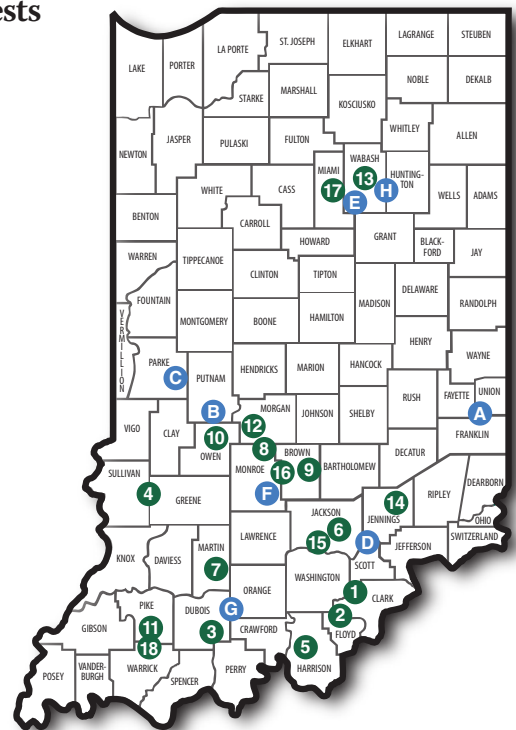 ests
LAKE
PORTER
LA PORTE
ST. JOSEPH
ELKHART
LAGRANGE
STEUBEN
NOBLE
DEKALB
STARKE
MARSHALL
KOSCIUSKO
NEWTON
JASPER
PULASKI
FULTON
WHITLEY
ALLEN
MIAMI
17
WABASH
13
E
H
HUNTING-
TON
WELLS
ADAMS
WHITE
CASS
BENTON
CARROLL
HOWARD
GRANT
BLACK-
FORD
JAY
WARREN
TIPPECANOE
CLINTON
TIPTON
MADISON
DELAWARE
RANDOLPH
FOUNTAIN
VERMILLION
MONTGOMERY
BOONE
HAMILTON
HENRY
WAYNE
PARKE
C
PUTNAM
B
HENDRICKS
MARION
HANCOCK
RUSH
FAYETTE
UNION
A
FRANKLIN
VIGO
CLAY
10
OWEN
12
MORGAN
JOHNSON
SHELBY
DECATUR
SULLIVAN
4
GREENE
8
MONROE
16
BROWN
9
F
BARTHOLOMEW
14
JENNINGS
RIPLEY
DEARBORN
OHIO
SWITZERLAND
JACKSON
6
15
D
JEFFERSON
KNOX
DAVIESS
MARTIN
7
LAWRENCE
WASHINGTON
SCOTT
1
CLARK
2
FLOYD
ORANGE
G
GIBSON
PIKE
11
18
DUBOIS
3
CRAWFORD
5
HARRISON
POSEY
VANDER-
BURGH
WARRICK
SPENCER
PERRY